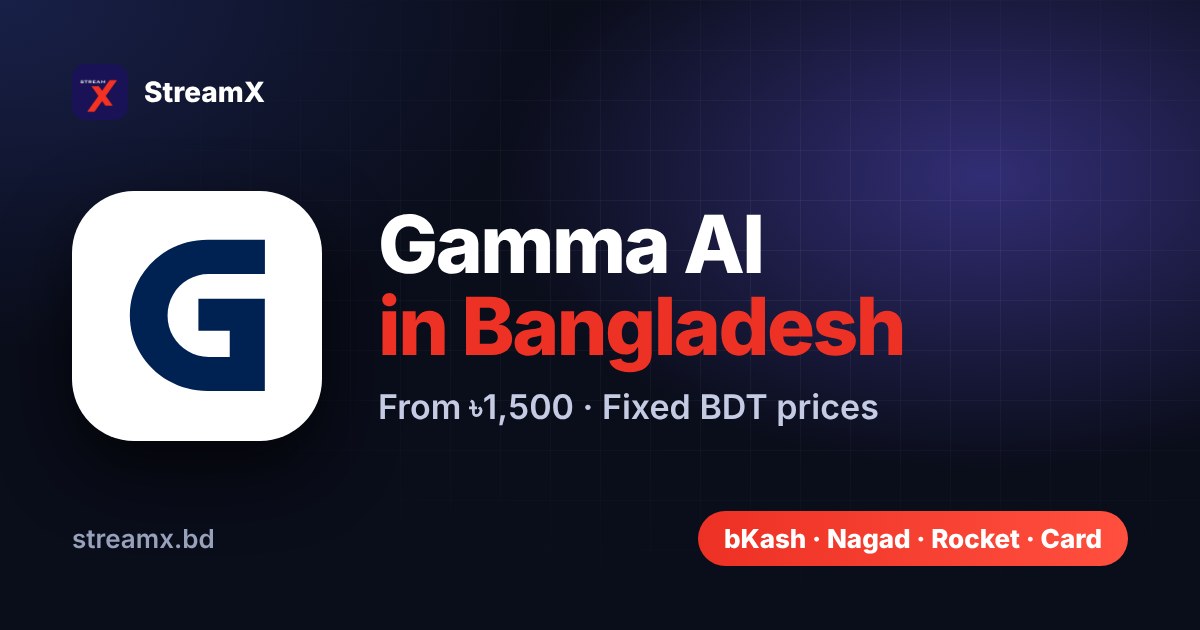 STREAM X
StreamX
G
Gamma AI
in Bangladesh
From ৳1,500 · Fixed BDT prices
streamx.bd
bKash · Nagad · Rocket · Card